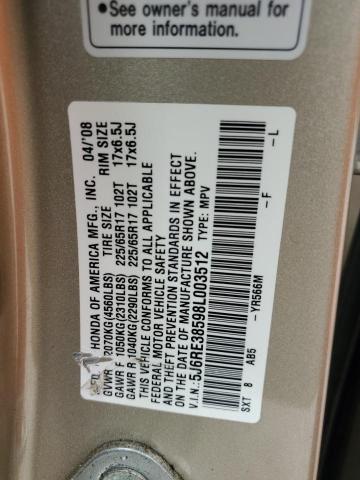 ●See owner's manual for
more information.
HONDA OF AMERICA MFG., INC. 04/'08
TIRE SIZE RIM SIZE
GVWR 2070KG(4560LBS)
GAWR F 1050KG(2310LBS) 225/65R17 102T 17x6.5J
GAWR R 1040KG(2290LBS) 225/65R17 102T 17x6.5J
THIS VEHICLE CONFORMS TO ALL APPLICABLE
FEDERAL MOTOR VEHICLE SAFETY
AND THEFT PREVENTION STANDARDS IN EFFECT
ON THE DATE OF MANUFACTURE SHOWN ABOVE.
V.I.N.:5J6RE38598L003512 TYPE: MPV
SXT 8 AB5 -YR566M -F -L